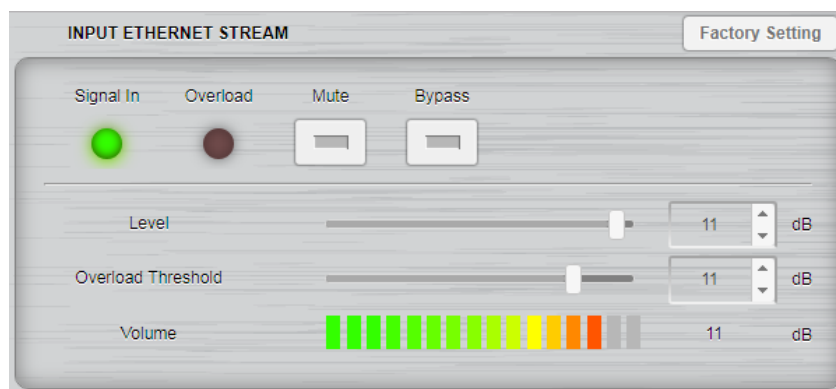 INPUT ETHERNET STREAM Factory Setting
Signal In Overload Mute Bypass
Level 11 dB
Overload Threshold 11 dB
Volume 11 dB